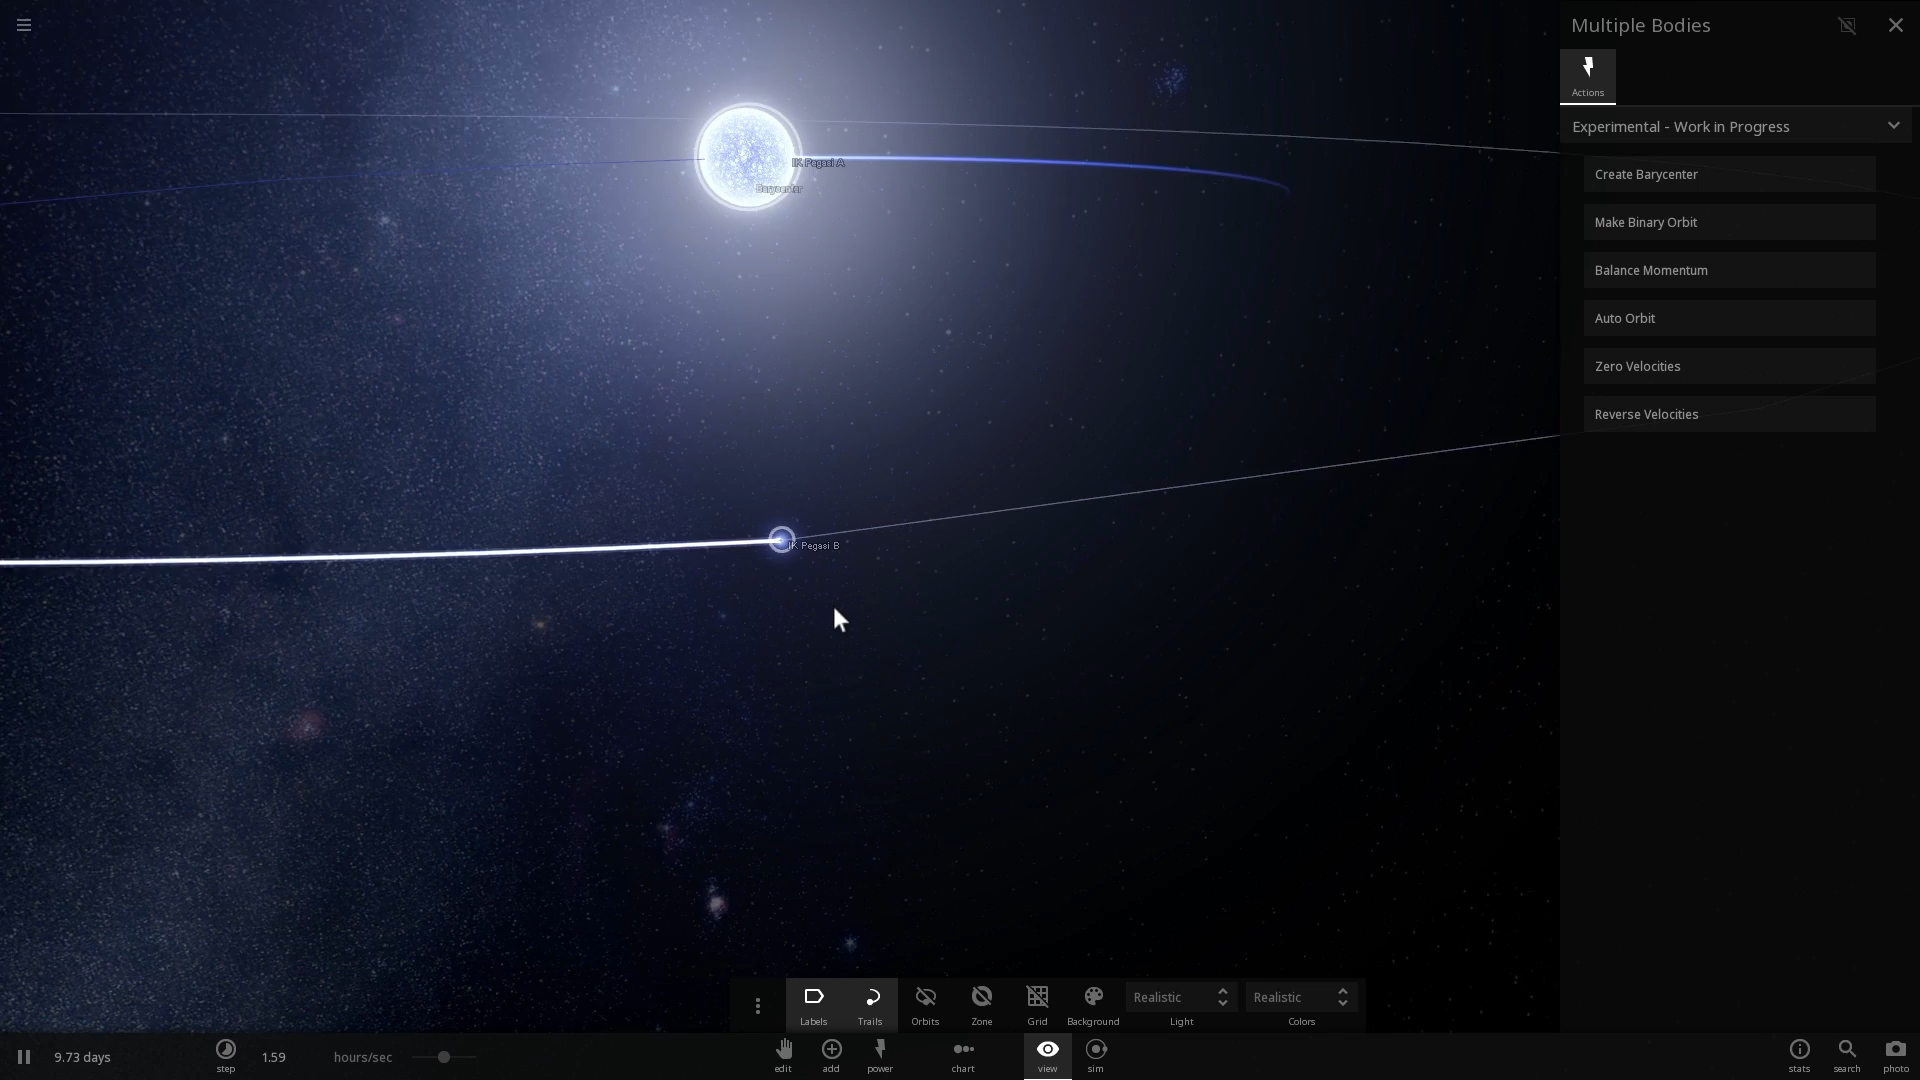 Multiple Bodies
Actions
Experimental - Work in Progress
Create Barycenter
Make Binary Orbit
Balance Momentum
Auto Orbit
Zero Velocities
Reverse Velocities
IK Pegasi A
Barycenter
IK Pegasi B
Labels Trails Orbits Zone Grid Background Realistic Light Realistic Colors
9.73 days step 1.59 hours/sec edit add power chart view sim stats search photo